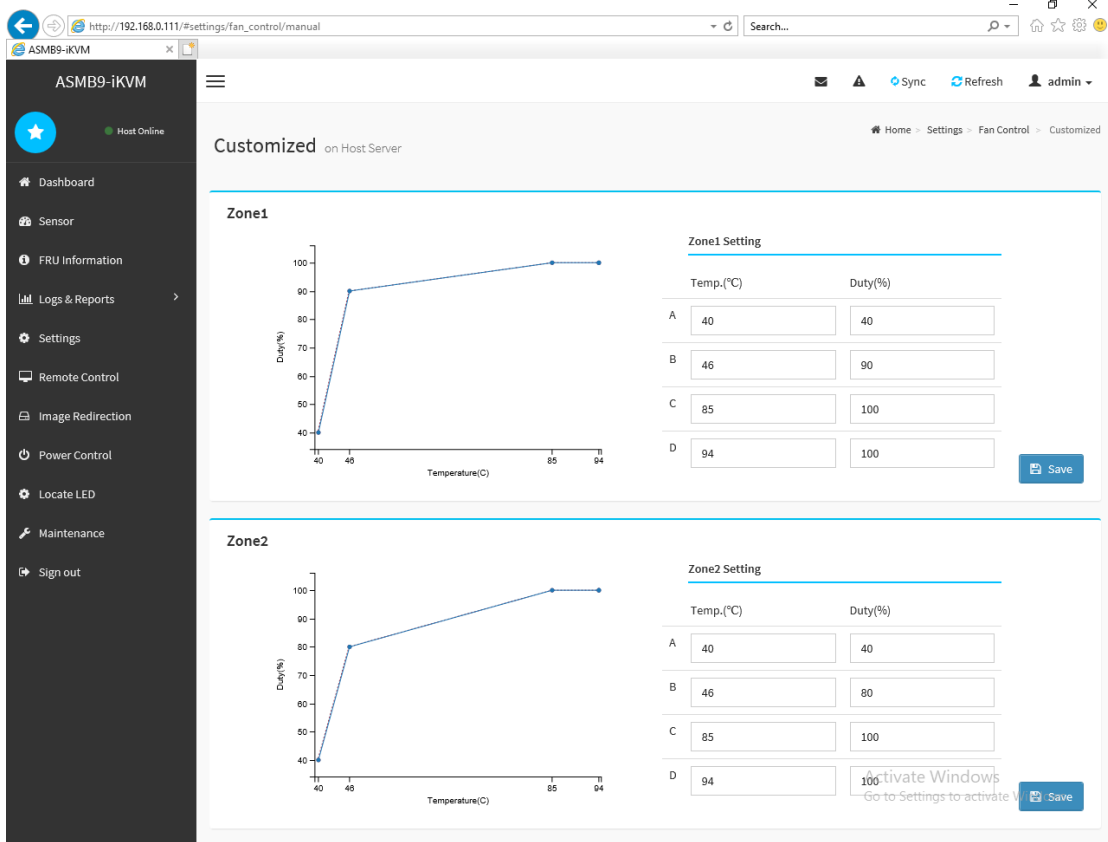 http://192.168.0.111/#settings/fan_control/manual
Search...
ASMB9-iKVM
ASMB9-iKVM
Sync
Refresh
admin
Host Online
Home > Settings > Fan Control > Customized
Customized on Host Server
Dashboard
Sensor
FRU Information
Logs & Reports
Settings
Remote Control
Image Redirection
Power Control
Locate LED
Maintenance
Sign out
Zone1
100
90
80
70
60
50
40
Duty(%)
40 46 85 94
Temperature(C)
Zone1 Setting
Temp.(°C) Duty(%)
A 40 40
B 46 90
C 85 100
D 94 100
Save
Zone2
100
90
80
70
60
50
40
Duty(%)
40 46 85 94
Temperature(C)
Zone2 Setting
Temp.(°C) Duty(%)
A 40 40
B 46 80
C 85 100
D 94 100
Save
Activate Windows
Go to Settings to activate Windows.